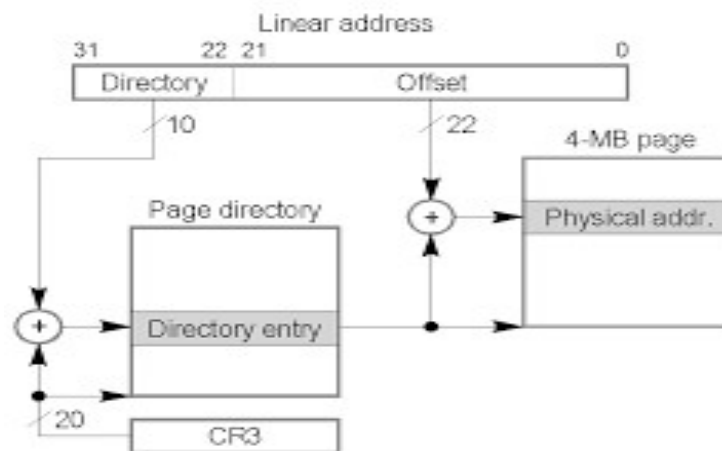 Linear address
31 22 21 0
Directory Offset
10 22
4-MB page
Page directory
Physical addr.
+
+
Directory entry
20
CR3